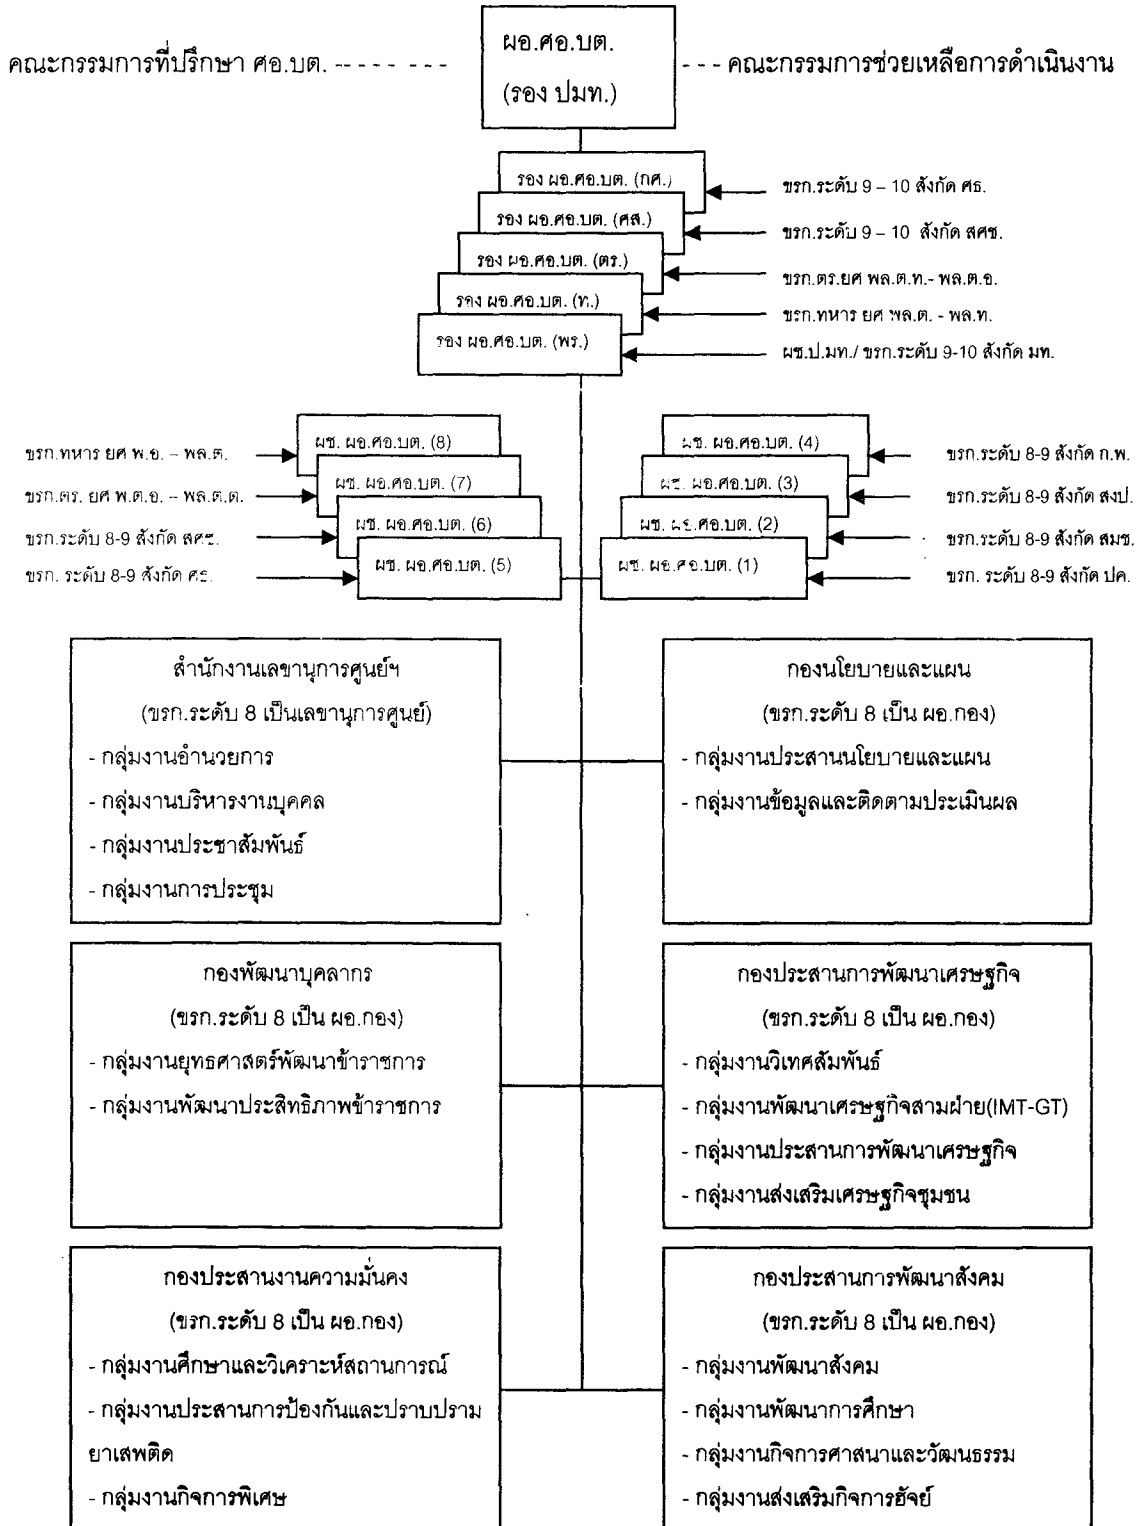 ผอ.ศอ.บต.
(รอง ปมท.)
คณะกรรมการที่ปรึกษา ศอ.บต.
คณะกรรมการช่วยเหลือการดำเนินงาน
รอง ผอ.ศอ.บต. (กศ.)
ขรก.ระดับ 9 – 10 สังกัด ศธ.
รอง ผอ.ศอ.บต. (ศส.)
ขรก.ระดับ 9 – 10 สังกัด สศช.
รอง ผอ.ศอ.บต. (ตร.)
ขรก.ตร.ยศ พล.ต.ท.- พล.ต.อ.
รอง ผอ.ศอ.บต. (ท.)
ขรก.ทหาร ยศ พล.ต. - พล.ท.
รอง ผอ.ศอ.บต. (พร.)
ผช.ป.มท./ ขรก.ระดับ 9-10 สังกัด มท.
ขรก.ทหาร ยศ พ.อ. – พล.ต.
ผช. ผอ.ศอ.บต. (8)
ผช. ผอ.ศอ.บต. (4)
ขรก.ระดับ 8-9 สังกัด ก.พ.
ขรก.ตร. ยศ พ.ต.อ. – พล.ต.ต.
ผช. ผอ.ศอ.บต. (7)
ผช. ผอ.ศอ.บต. (3)
ขรก.ระดับ 8-9 สังกัด สงป.
ขรก.ระดับ 8-9 สังกัด สศช.
ผช. ผอ.ศอ.บต. (6)
ผช. ผอ.ศอ.บต. (2)
ขรก.ระดับ 8-9 สังกัด สมช.
ขรก. ระดับ 8-9 สังกัด ศธ.
ผช. ผอ.ศอ.บต. (5)
ผช. ผอ.ศอ.บต. (1)
ขรก. ระดับ 8-9 สังกัด ปค.
สำนักงานเลขานุการศูนย์ฯ
(ขรก.ระดับ 8 เป็นเลขานุการศูนย์)
- กลุ่มงานอำนวยการ
- กลุ่มงานบริหารงานบุคคล
- กลุ่มงานประชาสัมพันธ์
- กลุ่มงานการประชุม
กองนโยบายและแผน
(ขรก.ระดับ 8 เป็น ผอ.กอง)
- กลุ่มงานประสานนโยบายและแผน
- กลุ่มงานข้อมูลและติดตามประเมินผล
กองพัฒนาบุคลากร
(ขรก.ระดับ 8 เป็น ผอ.กอง)
- กลุ่มงานยุทธศาสตร์พัฒนาข้าราชการ
- กลุ่มงานพัฒนาประสิทธิภาพข้าราชการ
กองประสานการพัฒนาเศรษฐกิจ
(ขรก.ระดับ 8 เป็น ผอ.กอง)
- กลุ่มงานวิเทศสัมพันธ์
- กลุ่มงานพัฒนาเศรษฐกิจสามฝ่าย(IMT-GT)
- กลุ่มงานประสานการพัฒนาเศรษฐกิจ
- กลุ่มงานส่งเสริมเศรษฐกิจชุมชน
กองประสานงานความมั่นคง
(ขรก.ระดับ 8 เป็น ผอ.กอง)
- กลุ่มงานศึกษาและวิเคราะห์สถานการณ์
- กลุ่มงานประสานการป้องกันและปราบปราม
ยาเสพติด
- กลุ่มงานกิจการพิเศษ
กองประสานการพัฒนาสังคม
(ขรก.ระดับ 8 เป็น ผอ.กอง)
- กลุ่มงานพัฒนาสังคม
- กลุ่มงานพัฒนาการศึกษา
- กลุ่มงานกิจการศาสนาและวัฒนธรรม
- กลุ่มงานส่งเสริมกิจการฮัจย์